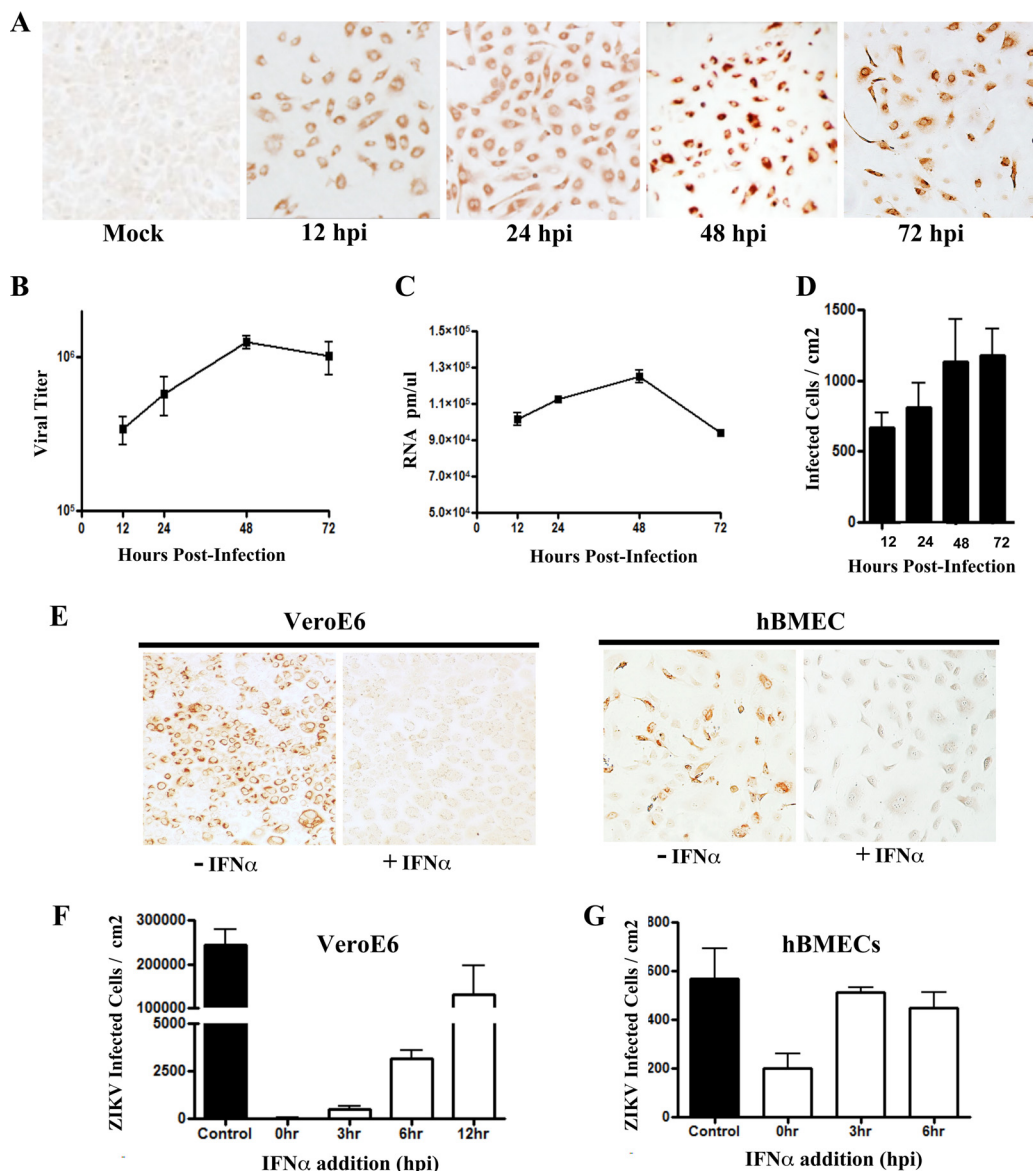 A
Mock
12 hpi
24 hpi
48 hpi
72 hpi
B
Viral Titer
10⁶
10⁵
0
12
24
48
72
Hours Post-Infection
C
RNA pm/ul
1.5×10⁵
1.3×10⁵
1.1×10⁵
9.0×10⁴
7.0×10⁴
5.0×10⁴
0
12
24
48
72
Hours Post-Infection
D
Infected Cells / cm2
1500
1000
500
0
12
24
48
72
Hours Post-Infection
E
VeroE6
- IFNα
+ IFNα
hBMEC
- IFNα
+ IFNα
F
VeroE6
ZIKV Infected Cells / cm2
300000
200000
100000
5000
2500
0
Control
0hr
3hr
6hr
12hr
IFNα addition (hpi)
G
hBMECs
ZIKV Infected Cells / cm2
800
600
400
200
0
Control
0hr
3hr
6hr
IFNα addition (hpi)